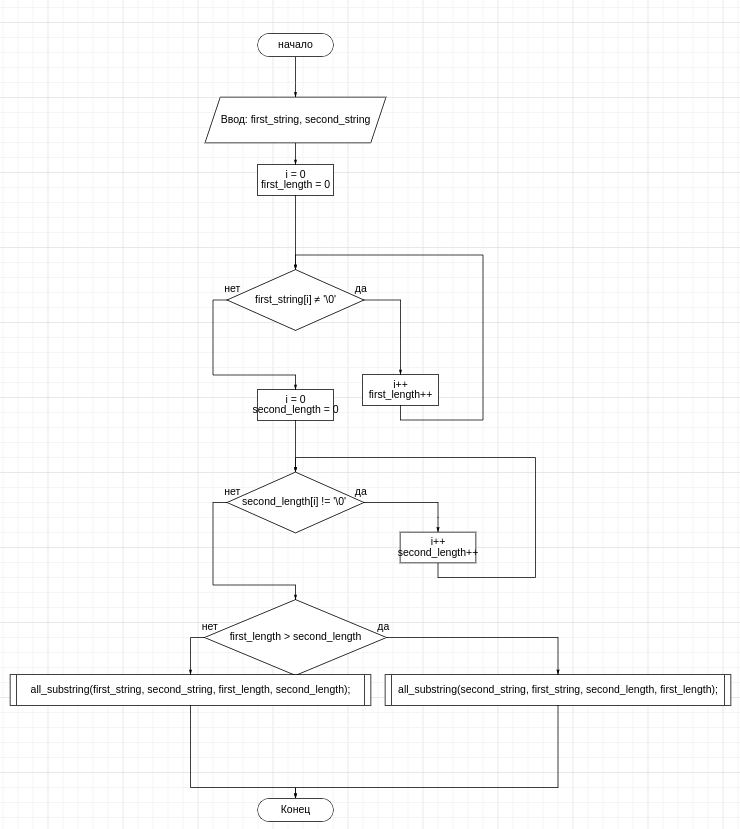 начало
Ввод: first_string, second_string
i = 0
first_length = 0
нет
да
first_string[i] ≠ '\0'
i++
first_length++
i = 0
second_length = 0
нет
да
second_length[i] != '\0'
i++
second_length++
нет
да
first_length > second_length
all_substring(first_string, second_string, first_length, second_length);
all_substring(second_string, first_string, second_length, first_length);
Конец